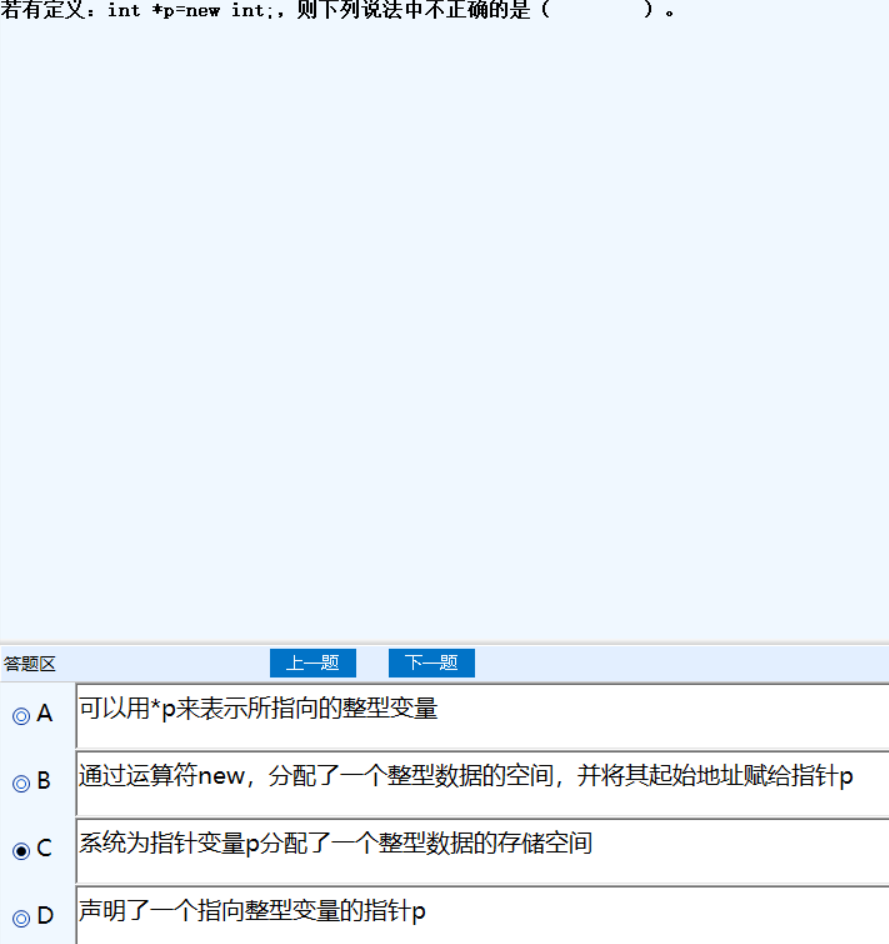 若有定义：int *p=new int;，则下列说法中不正确的是（　　　　）。
答题区
上一题
下一题
A 可以用*p来表示所指向的整型变量
B 通过运算符new，分配了一个整型数据的空间，并将其起始地址赋给指针p
C 系统为指针变量p分配了一个整型数据的存储空间
D 声明了一个指向整型变量的指针p